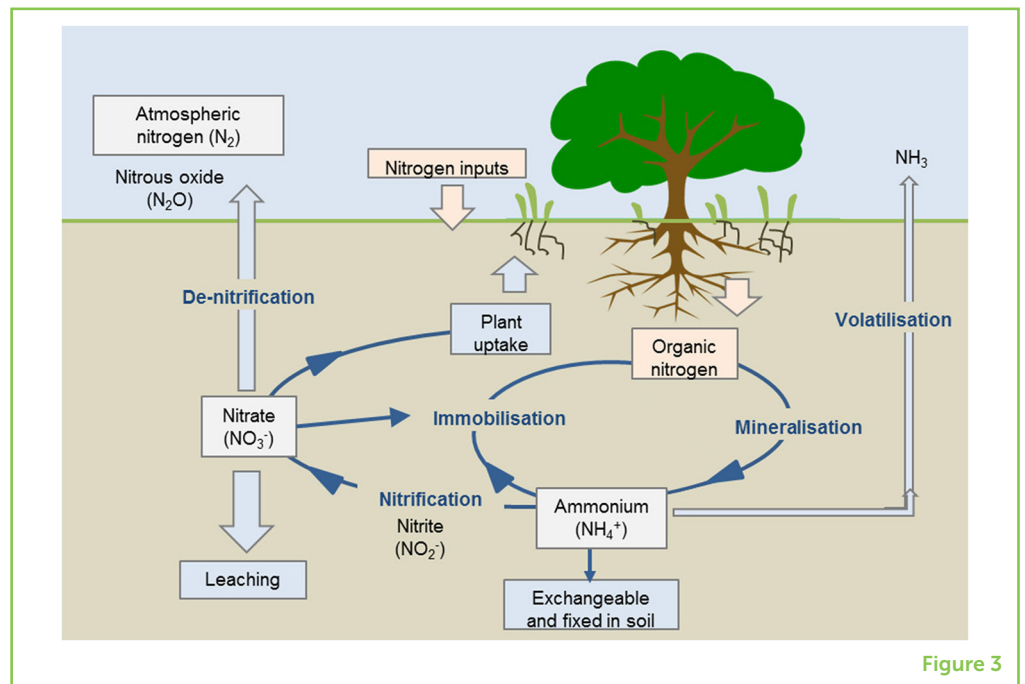 Atmospheric
nitrogen (N₂)
Nitrous oxide
(N₂O)
Nitrogen inputs
NH₃
De-nitrification
Volatilisation
Plant
uptake
Organic
nitrogen
Nitrate
(NO₃⁻)
Immobilisation
Mineralisation
Nitrification
Nitrite
(NO₂⁻)
Ammonium
(NH₄⁺)
Leaching
Exchangeable
and fixed in soil
Figure 3